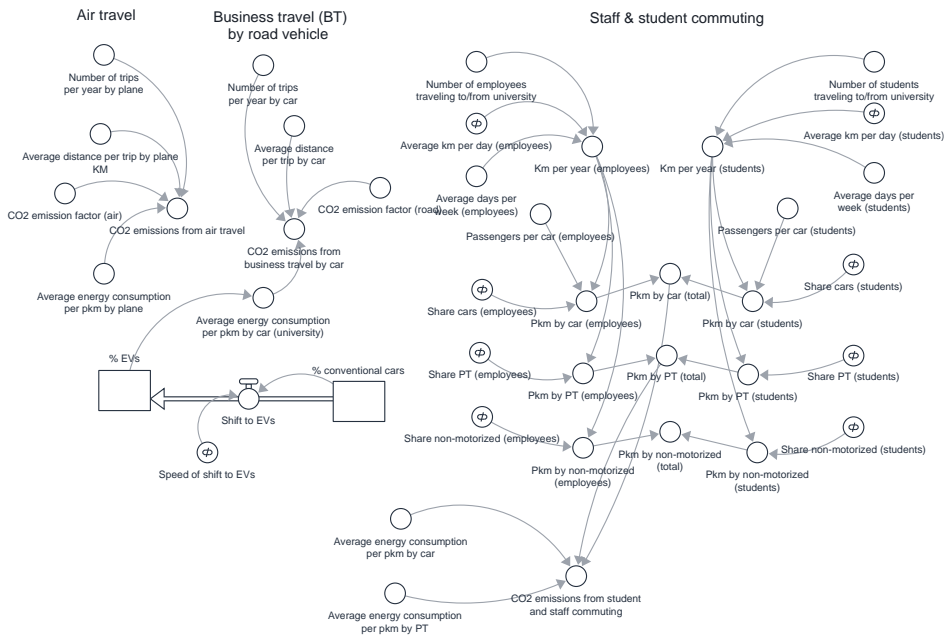 Air travel
Business travel (BT)
by road vehicle
Staff & student commuting
Number of trips
per year by plane
Number of trips
per year by car
Number of employees
traveling to/from university
Number of students
traveling to/from university
Average distance per trip by plane
KM
Average distance
per trip by car
Average km per day (employees)
Average km per day (students)
Km per year (employees)
Km per year (students)
CO2 emission factor (air)
CO2 emission factor (road)
Average days per
week (employees)
Average days per
week (students)
CO2 emissions from air travel
CO2 emissions from
business travel by car
Passengers per car (employees)
Passengers per car (students)
Average energy consumption
per pkm by plane
Average energy consumption
per pkm by car (university)
Share cars (employees)
Pkm by car (total)
Share cars (students)
Pkm by car (employees)
Pkm by car (students)
% EVs
% conventional cars
Shift to EVs
Speed of shift to EVs
Share PT (employees)
Pkm by PT (total)
Share PT (students)
Pkm by PT (employees)
Pkm by PT (students)
Share non-motorized (employees)
Pkm by non-motorized
(total)
Share non-motorized (students)
Pkm by non-motorized
(employees)
Pkm by non-motorized
(students)
Average energy consumption
per pkm by car
CO2 emissions from student
and staff commuting
Average energy consumption
per pkm by PT